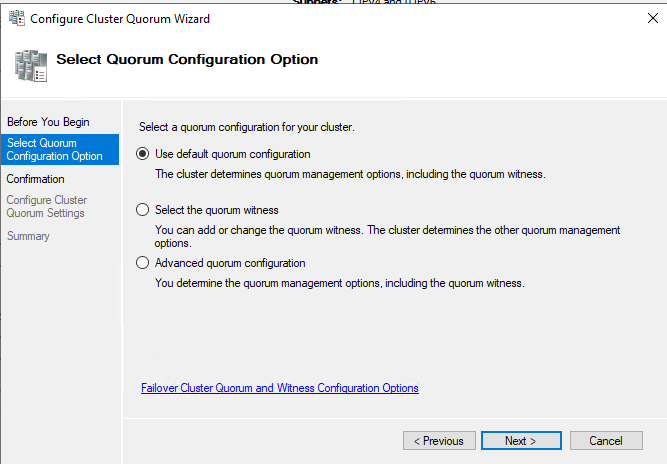 Configure Cluster Quorum Wizard
Select Quorum Configuration Option
Before You Begin
Select Quorum
Configuration Option
Confirmation
Configure Cluster
Quorum Settings
Summary
Select a quorum configuration for your cluster.
Use default quorum configuration
The cluster determines quorum management options, including the quorum witness.
Select the quorum witness
You can add or change the quorum witness. The cluster determines the other quorum management
options.
Advanced quorum configuration
You determine the quorum management options, including the quorum witness.
Failover Cluster Quorum and Witness Configuration Options
< Previous
Next >
Cancel